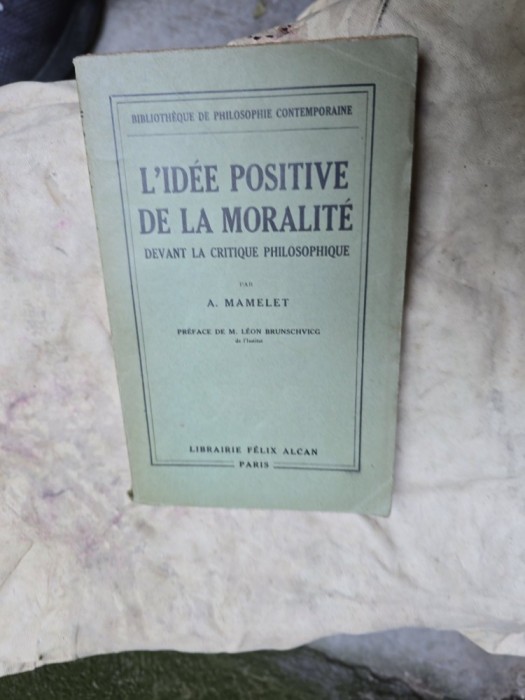 BIBLIOTHÈQUE DE PHILOSOPHIE CONTEMPORAINE
L'IDÉE POSITIVE
DE LA MORALITÉ
DEVANT LA CRITIQUE PHILOSOPHIQUE
PAR
A. MAMELET
PRÉFACE DE M. LÉON BRUNSCHVICG
de l'Institut
LIBRAIRIE FÉLIX ALCAN
PARIS